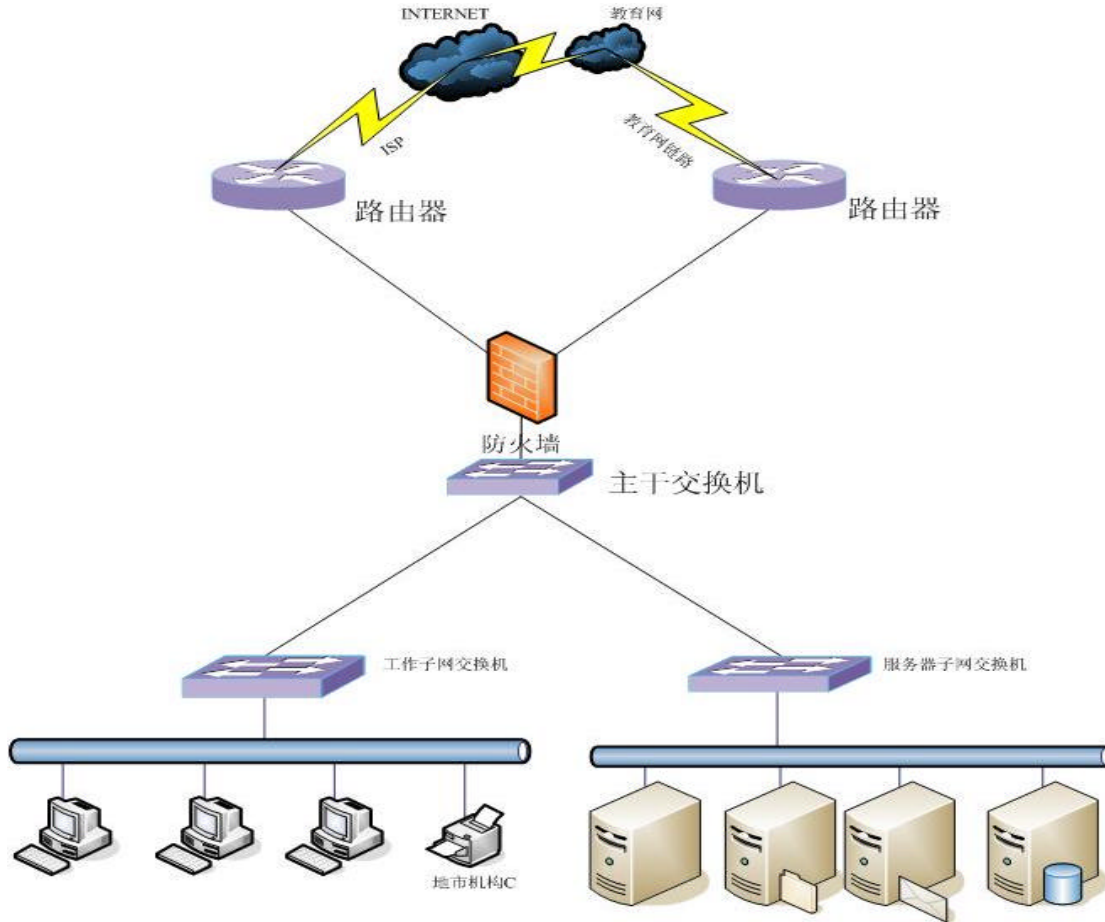 INTERNET
教育网
ISP
教育网链路
路由器
路由器
防火墙
主干交换机
工作子网交换机
服务器子网交换机
地市机构C